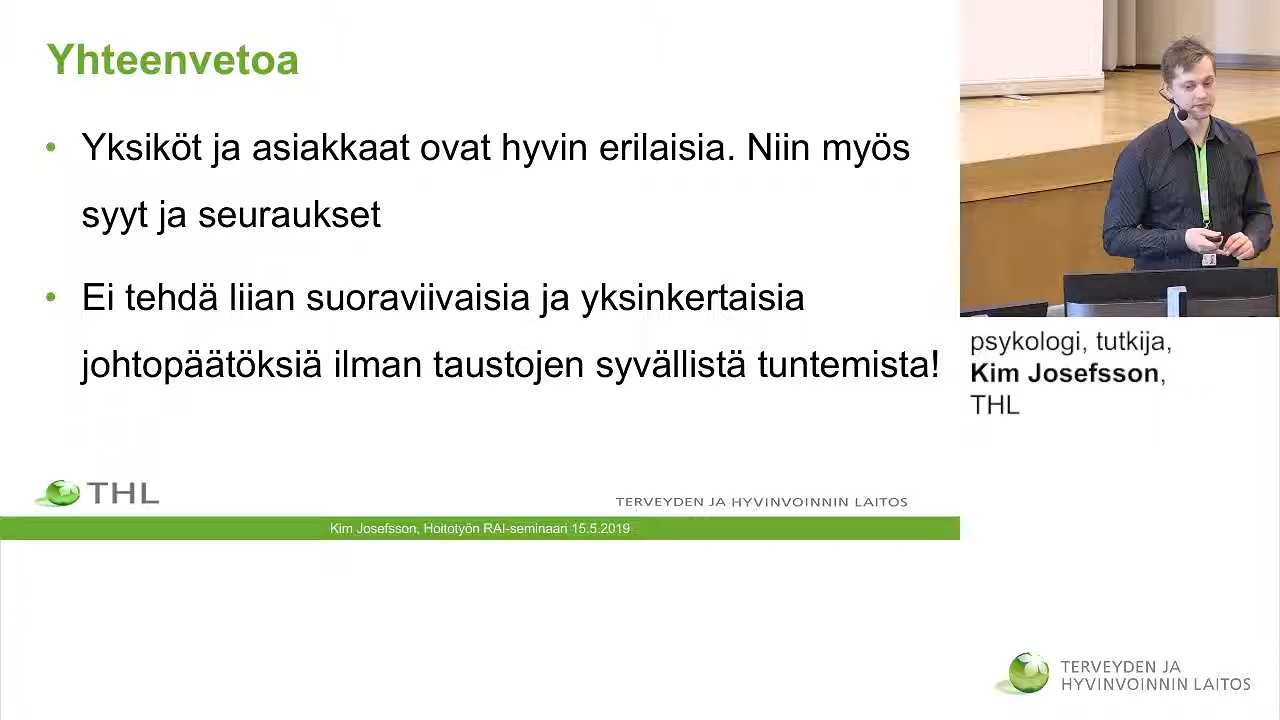 Yhteenvetoa
• Yksiköt ja asiakkaat ovat hyvin erilaisia. Niin myös
syyt ja seuraukset
• Ei tehdä liian suoraviivaisia ja yksinkertaisia
johtopäätöksiä ilman taustojen syvällistä tuntemista!
THL
TERVEYDEN JA HYVINVOINNIN LAITOS
Kim Josefsson, Hoitotyön RAI-seminaari 15.5.2019
psykologi, tutkija,
Kim Josefsson,
THL
TERVEYDEN JA
HYVINVOINNIN LAITOS